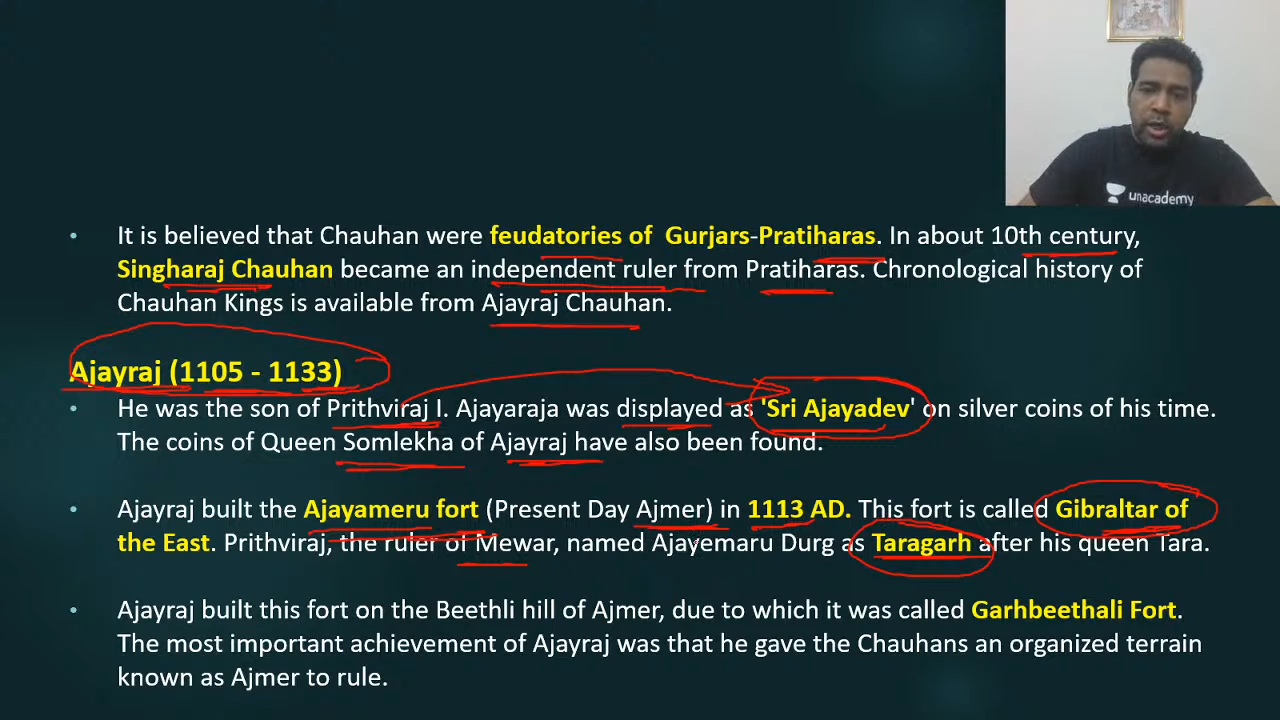 unacademy
It is believed that Chauhan were feudatories of Gurjars-Pratiharas. In about 10th century,
Singharaj Chauhan became an independent ruler from Pratiharas. Chronological history of
Chauhan Kings is available from Ajayraj Chauhan.
Ajayraj (1105 - 1133)
He was the son of Prithviraj I. Ajayaraja was displayed as 'Sri Ajayadev' on silver coins of his time.
The coins of Queen Somlekha of Ajayraj have also been found.
Ajayraj built the Ajayameru fort (Present Day Ajmer) in 1113 AD. This fort is called Gibraltar of
the East. Prithviraj, the ruler of Mewar, named Ajayemaru Durg as Taragarh after his queen Tara.
Ajayraj built this fort on the Beethli hill of Ajmer, due to which it was called Garhbeethali Fort.
The most important achievement of Ajayraj was that he gave the Chauhans an organized terrain
known as Ajmer to rule.